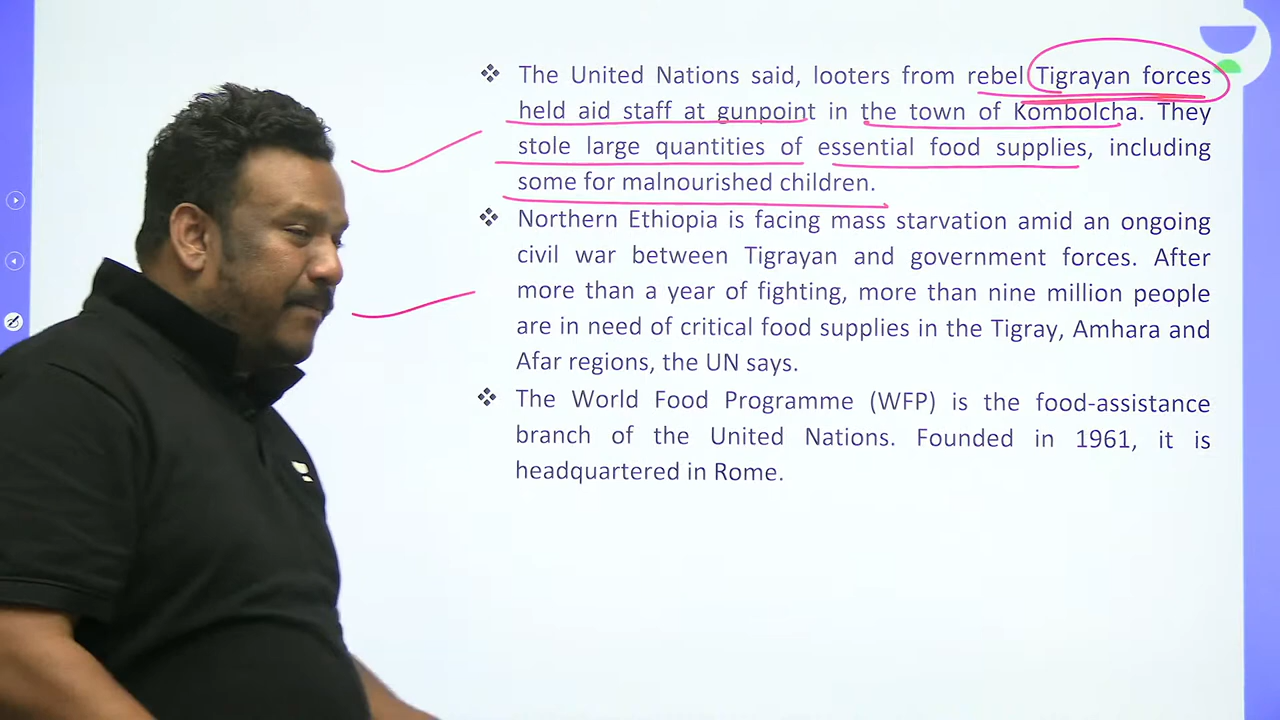 ❖ The United Nations said, looters from rebel Tigrayan forces
held aid staff at gunpoint in the town of Kombolcha. They
stole large quantities of essential food supplies, including
some for malnourished children.
❖ Northern Ethiopia is facing mass starvation amid an ongoing
civil war between Tigrayan and government forces. After
more than a year of fighting, more than nine million people
are in need of critical food supplies in the Tigray, Amhara and
Afar regions, the UN says.
❖ The World Food Programme (WFP) is the food-assistance
branch of the United Nations. Founded in 1961, it is
headquartered in Rome.